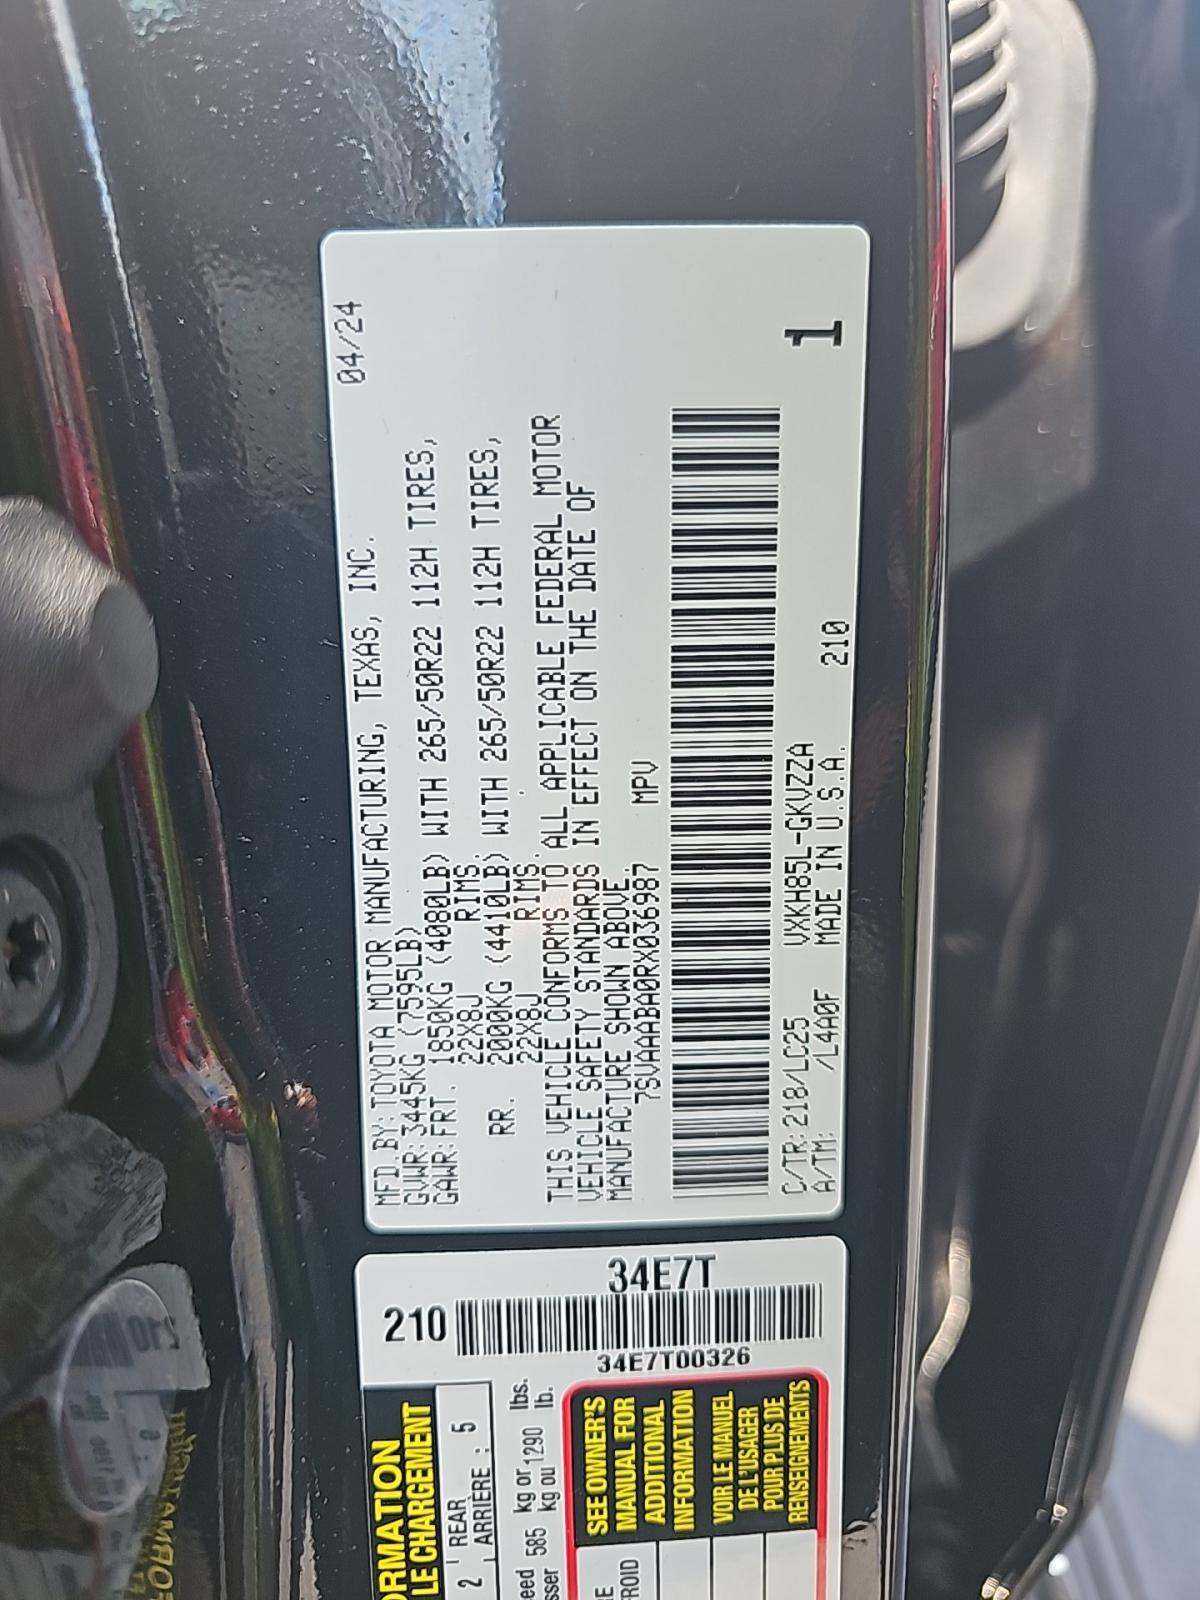 04/24
MFD.BY:TOYOTA MOTOR MANUFACTURING, TEXAS, INC.
GVWR:3445KG (7595LB)
GAWR:FRT. 1850KG (4080LB) WITH 265/50R22 112H TIRES,
22X8J RIMS.
RR. 2000KG (4410LB) WITH 265/50R22 112H TIRES,
22X8J RIMS.
THIS VEHICLE CONFORMS TO ALL APPLICABLE FEDERAL MOTOR
VEHICLE SAFETY STANDARDS IN EFFECT ON THE DATE OF
MANUFACTURE SHOWN ABOVE.
7SVAAABA0RX036987 MPV
1
C/TR:218/LC25 VXKH85L-GKVZZA
A/TM: /L4A0F MADE IN U.S.A. 210
210
34E7T
34E7T00326
ORMATION
LE CHARGEMENT
2 REAR
ARRIÈRE : 5
585 kg or 1290 lbs.
kg ou lb.
SEE OWNER'S
MANUAL FOR
ADDITIONAL
INFORMATION
VOIR LE MANUEL
DE L'USAGER
POUR PLUS DE
RENSEIGNEMENTS